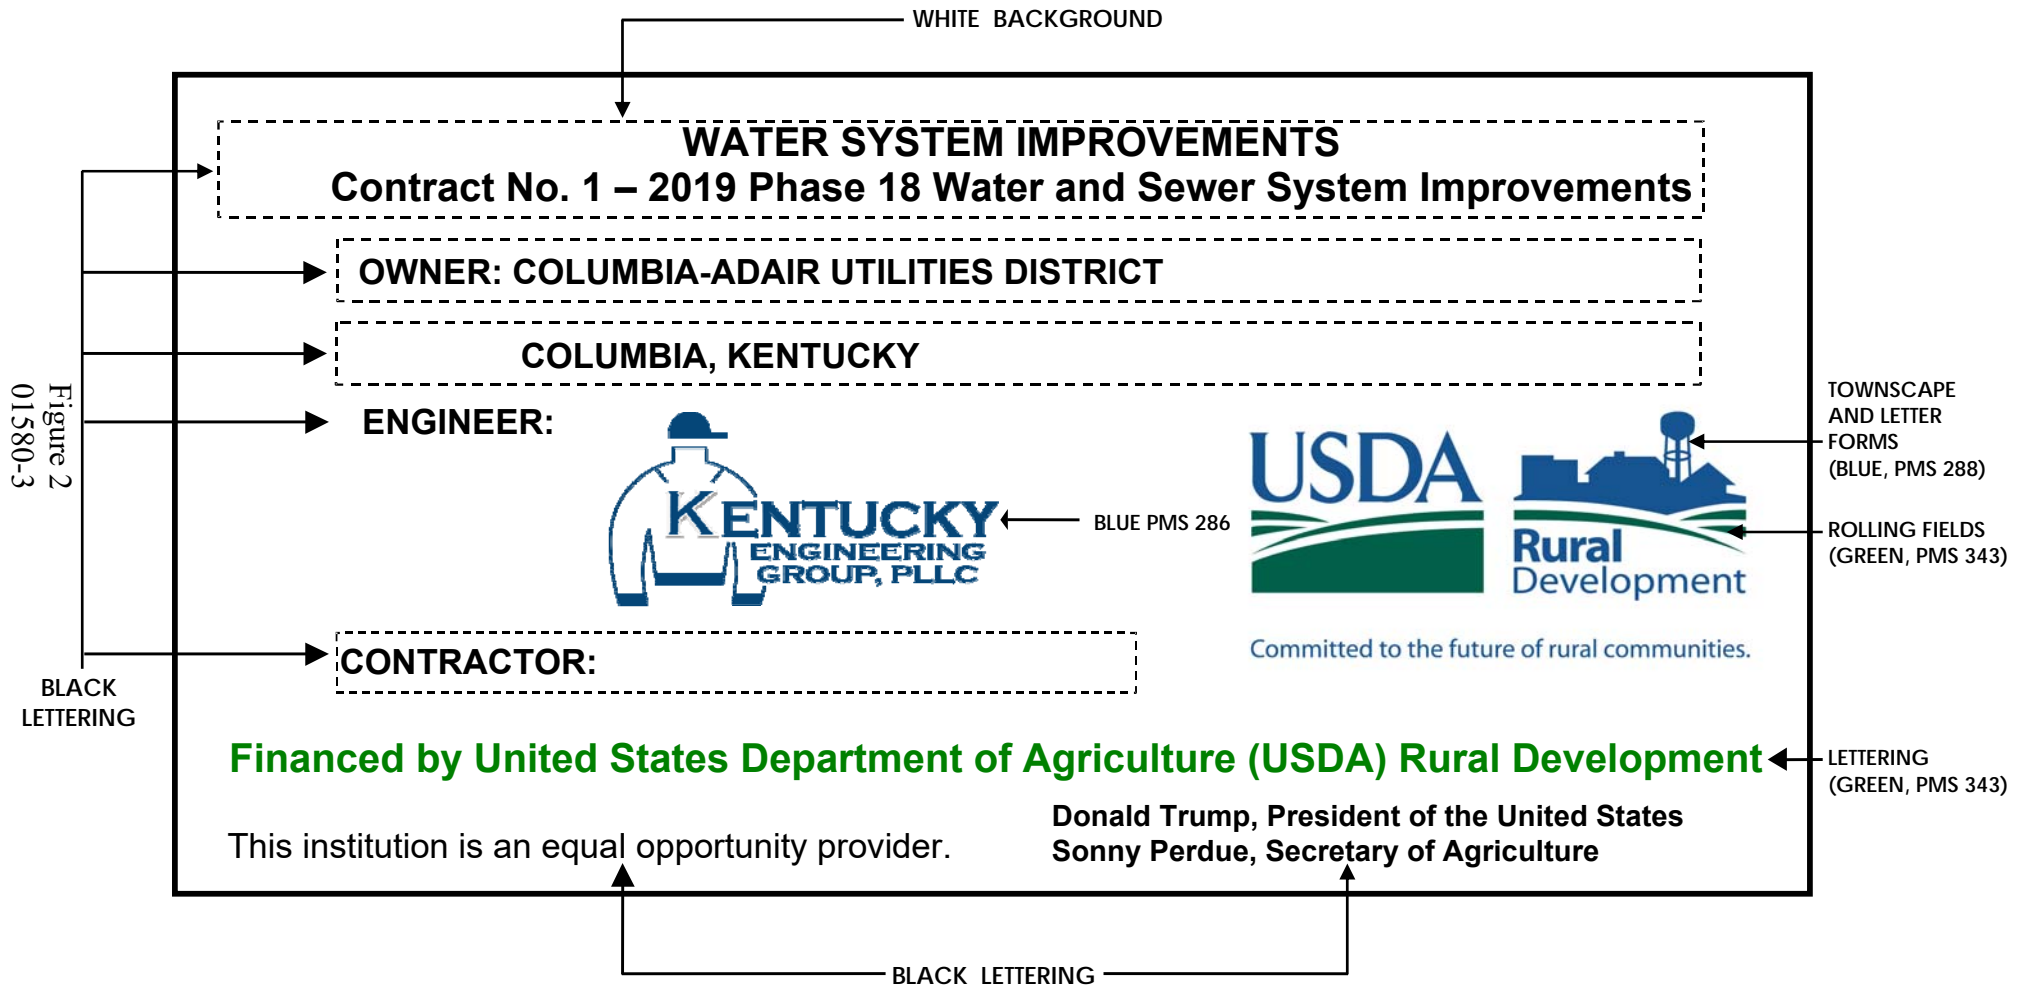 WHITE BACKGROUND
WATER SYSTEM IMPROVEMENTS
Contract No. 1 – 2019 Phase 18 Water and Sewer System Improvements
OWNER: COLUMBIA-ADAIR UTILITIES DISTRICT
COLUMBIA, KENTUCKY
ENGINEER:
KENTUCKY
ENGINEERING
GROUP, PLLC
BLUE PMS 286
USDA
Rural
Development
Committed to the future of rural communities.
TOWNSCAPE
AND LETTER
FORMS
(BLUE, PMS 288)
ROLLING FIELDS
(GREEN, PMS 343)
CONTRACTOR:
Figure 2
01580-3
BLACK
LETTERING
Financed by United States Department of Agriculture (USDA) Rural Development
LETTERING
(GREEN, PMS 343)
This institution is an equal opportunity provider.
Donald Trump, President of the United States
Sonny Perdue, Secretary of Agriculture
BLACK LETTERING